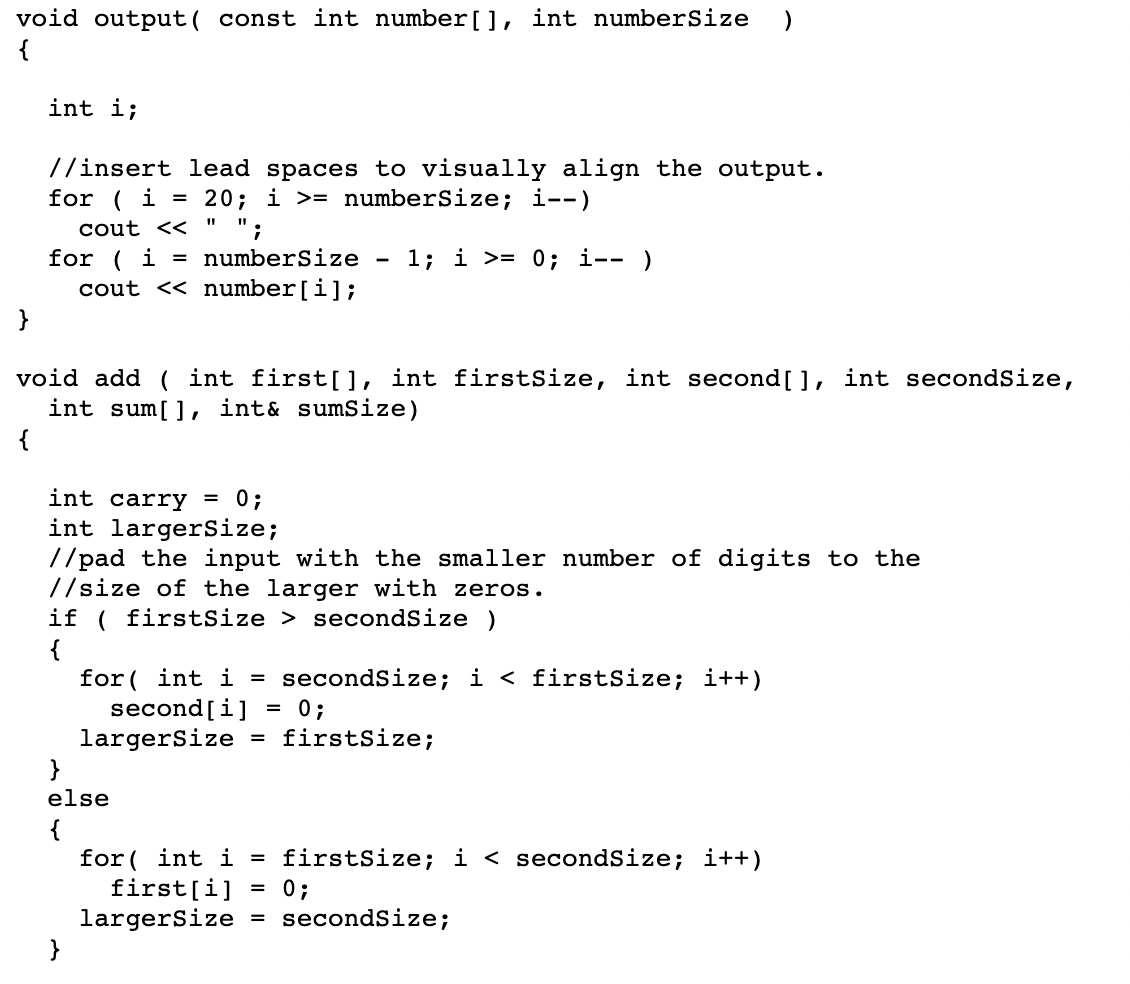 void output( const int number[], int numberSize  )
{
  int i;
  //insert lead spaces to visually align the output.
  for ( i = 20; i >= numberSize; i--)
    cout << " ";
  for ( i = numberSize - 1; i >= 0; i-- )
    cout << number[i];
}
void add ( int first[], int firstSize, int second[], int secondSize,
  int sum[], int& sumSize)
{
  int carry = 0;
  int largerSize;
  //pad the input with the smaller number of digits to the
  //size of the larger with zeros.
  if ( firstSize > secondSize )
  {
    for( int i = secondSize; i < firstSize; i++)
      second[i] = 0;
    largerSize = firstSize;
  }
  else
  {
    for( int i = firstSize; i < secondSize; i++)
      first[i] = 0;
    largerSize = secondSize;
  }